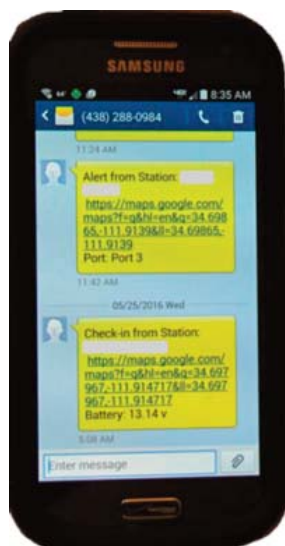 SAMSUNG
8:35 AM
(438) 288-0984
11:24 AM
Alert from Station:
https://maps.google.com/
maps?f=q&hl=en&q=34.698
65,-111.9139&ll=34.69865,-
111.9139
Port: Port 3
11:42 AM
05/25/2016 Wed
Check-in from Station:
https://maps.google.com/
maps?f=q&hl=en&q=34.697
967,-111.914717&ll=34.697
967,-111.914717
Battery: 13.14 v
5:08 AM
Enter message